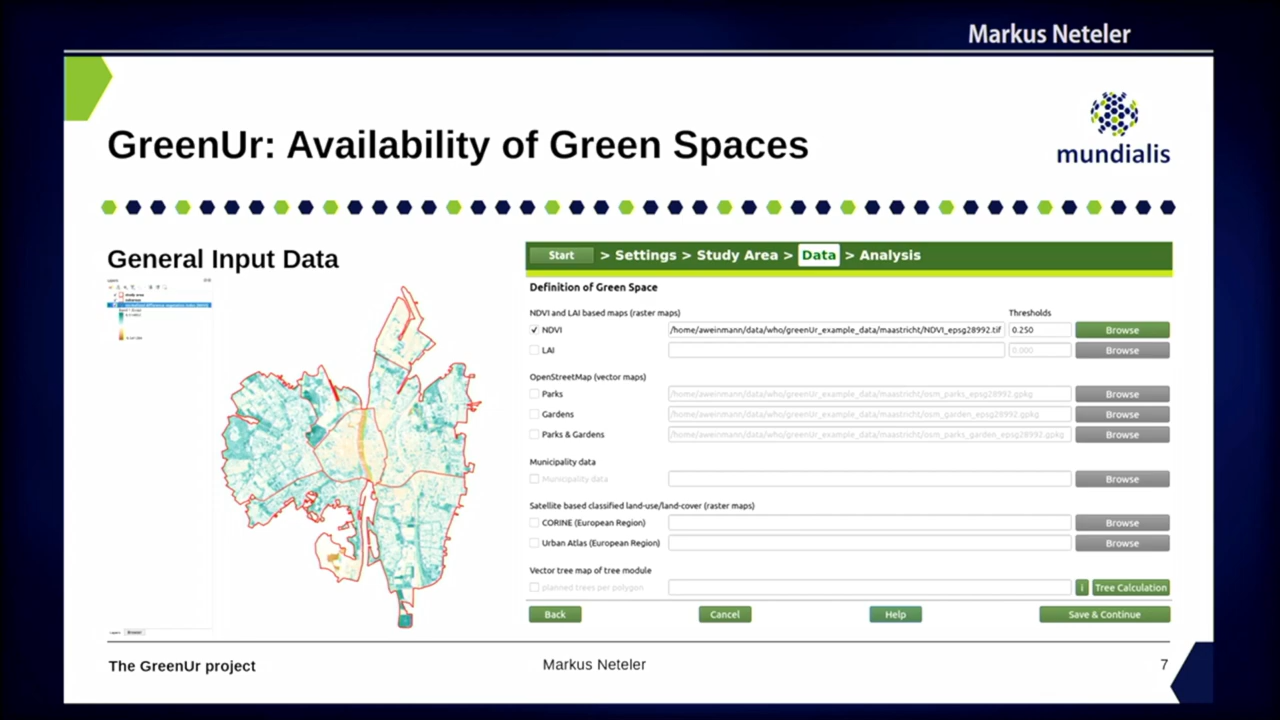 Markus Neteler
GreenUr: Availability of Green Spaces
mundialis
General Input Data
Start > Settings > Study Area > Data > Analysis
Definition of Green Space
NDVI and LAI based maps (raster maps) Thresholds
NDVI /home/aweinmann/data/who/greenUr_example_data/maastricht/NDVI_epsg28992.tif 0.250 Browse
LAI 0.000 Browse
OpenStreetMap (vector maps)
Parks /home/aweinmann/data/who/greenUr_example_data/maastricht/osm_parks_epsg28992.gpkg Browse
Gardens /home/aweinmann/data/who/greenUr_example_data/maastricht/osm_garden_epsg28992.gpkg Browse
Parks & Gardens /home/aweinmann/data/who/greenUr_example_data/maastricht/osm_parks_garden_epsg28992.gpkg Browse
Municipality data
Municipality data Browse
Satellite based classified land-use/land-cover (raster maps)
CORINE (European Region) Browse
Urban Atlas (European Region) Browse
Vector tree map of tree module
planned trees per polygon i Tree Calculation
Back Cancel Help Save & Continue
The GreenUr project Markus Neteler 7